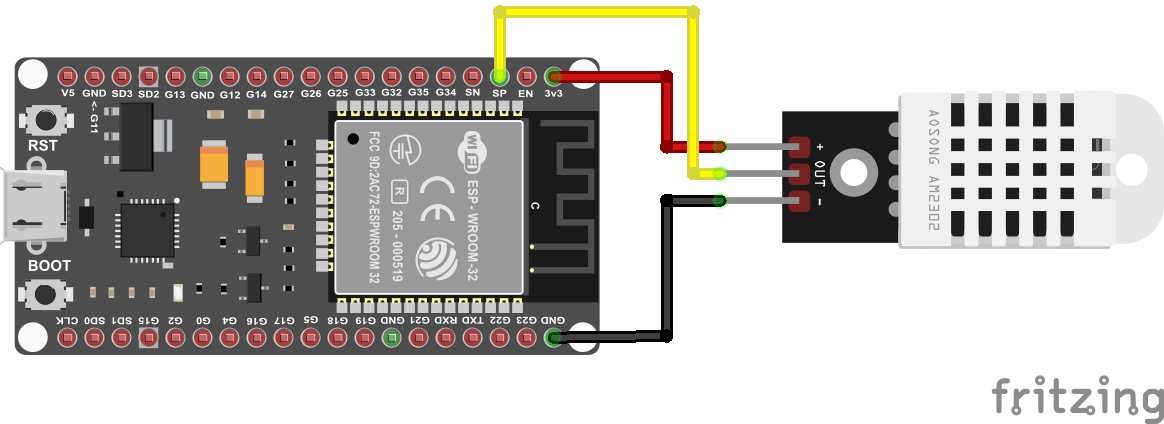 V5 GND SD3 SD2 G13 GND G12 G14 G27 G26 G25 G33 G32 G35 G34 SN SP EN 3v3
<- G11
RST
BOOT
FCC 9D:2AC72-ESPWROOM 32
R 205 - 000519
CE
Wi Fi
ESP - WROOM -32
C
CLK SD0 SD1 G15 G2 G0 G4 G16 G17 G5 G18 G19 GND G21 RXD TXD G22 G23 GND
+
OUT
-
AOSONG AM2302
fritzing